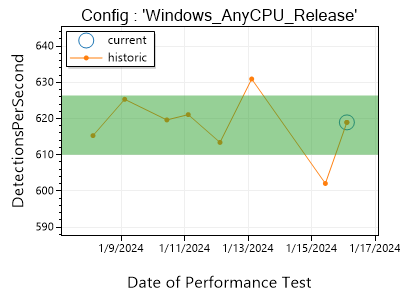 Config : 'Windows_AnyCPU_Release'
current
historic
DetectionsPerSecond
640
630
620
610
600
590
1/9/2024
1/11/2024
1/13/2024
1/15/2024
1/17/2024
Date of Performance Test